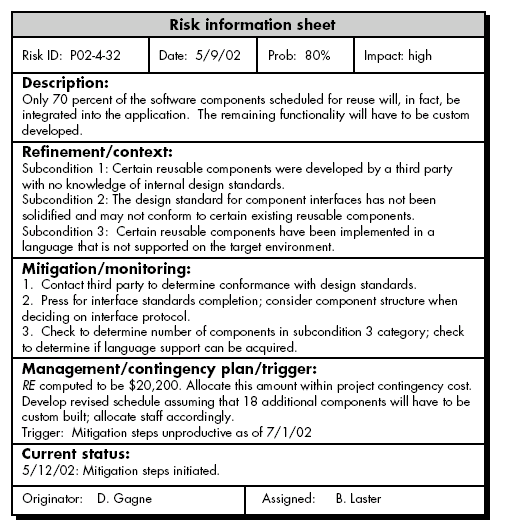 Risk information sheet
Risk ID: P02-4-32 Date: 5/9/02 Prob: 80% Impact: high
Description:
Only 70 percent of the software components scheduled for reuse will, in fact, be
integrated into the application. The remaining functionality will have to be custom
developed.
Refinement/context:
Subcondition 1: Certain reusable components were developed by a third party
with no knowledge of internal design standards.
Subcondition 2: The design standard for component interfaces has not been
solidified and may not conform to certain existing reusable components.
Subcondition 3: Certain reusable components have been implemented in a
language that is not supported on the target environment.
Mitigation/monitoring:
1. Contact third party to determine conformance with design standards.
2. Press for interface standards completion; consider component structure when
deciding on interface protocol.
3. Check to determine number of components in subcondition 3 category; check
to determine if language support can be acquired.
Management/contingency plan/trigger:
RE computed to be $20,200. Allocate this amount within project contingency cost.
Develop revised schedule assuming that 18 additional components will have to be
custom built; allocate staff accordingly.
Trigger: Mitigation steps unproductive as of 7/1/02
Current status:
5/12/02: Mitigation steps initiated.
Originator: D. Gagne Assigned: B. Laster